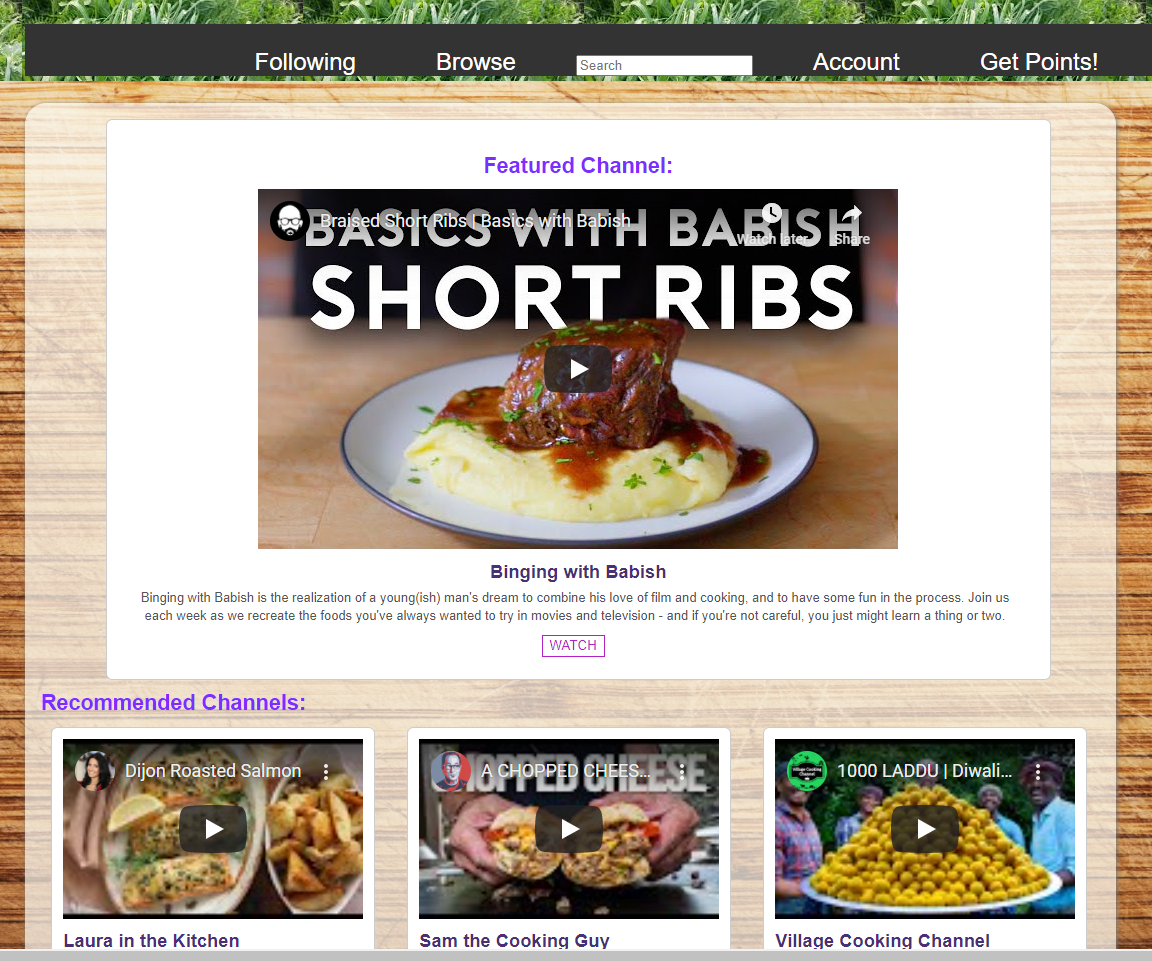 Following
Browse
Search
Account
Get Points!
Featured Channel:
Braised Short Ribs | Basics with Babish
Watch later
Share
BASICS WITH BABISH
SHORT RIBS
Binging with Babish
Binging with Babish is the realization of a young(ish) man's dream to combine his love of film and cooking, and to have some fun in the process. Join us
each week as we recreate the foods you've always wanted to try in movies and television - and if you're not careful, you just might learn a thing or two.
WATCH
Recommended Channels:
Dijon Roasted Salmon
A CHOPPED CHEES...
CHOPPED CHEESE
Village Cooking
Channel
1000 LADDU | Diwali...
Laura in the Kitchen
Sam the Cooking Guy
Village Cooking Channel